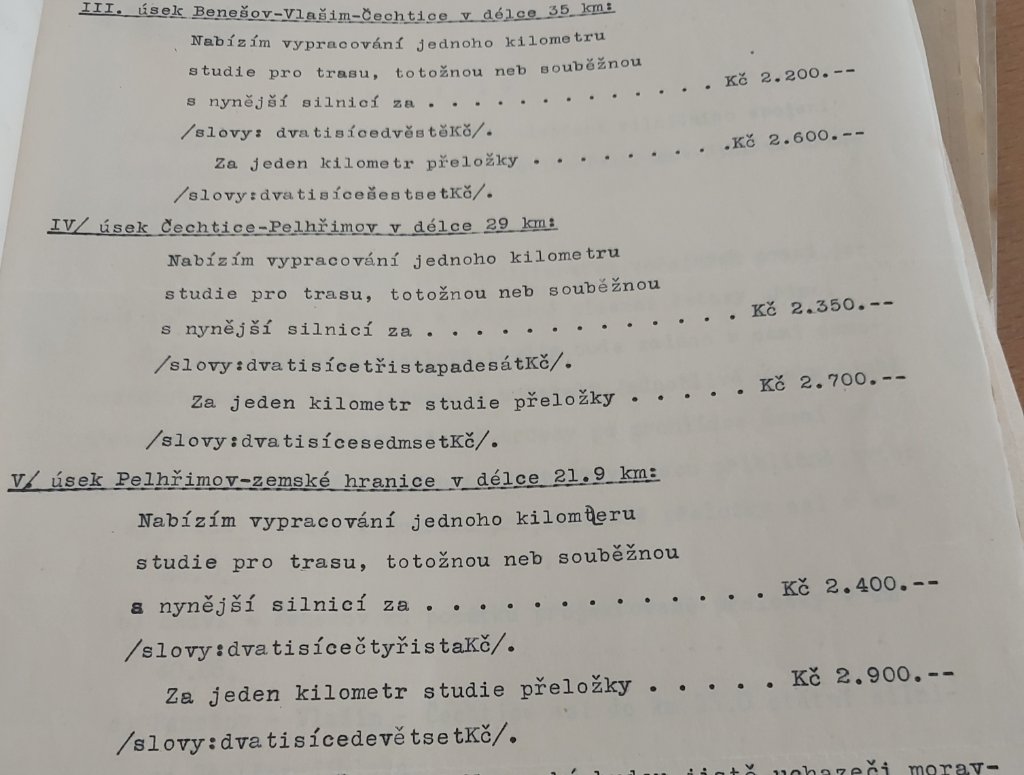 III. úsek Benešov-Vlašim-Čechtice v délce 35 km:
Nabízím vypracování jednoho kilometru
studie pro trasu, totožnou neb souběžnou
s nynější silnicí za . . . . . . . . . . . . . Kč 2.200.--
/slovy: dvatisícedvěstěKč/.
Za jeden kilometr přeložky . . . . . . . . .Kč 2.600.--
/slovy:dvatisícešestsetKč/.
IV/ úsek Čechtice-Pelhřimov v délce 29 km:
Nabízím vypracování jednoho kilometru
studie pro trasu, totožnou neb souběžnou
s nynější silnicí za . . . . . . . . . . . . . Kč 2.350.--
/slovy:dvatisícetřistapadesátKč/.
Za jeden kilometr studie přeložky . . . . . Kč 2.700.--
/slovy:dvatisícesedmsetKč/.
V/ úsek Pelhřimov-zemské hranice v délce 21.9 km:
Nabízím vypracování jednoho kilometeru
studie pro trasu, totožnou neb souběžnou
s nynější silnicí za . . . . . . . . . . . . . Kč 2.400.--
/slovy:dvatisícečtyřistaKč/.
Za jeden kilometr studie přeložky . . . . . . Kč 2.900.--
/slovy:dvatisícedevětsetKč/.
jistě uchazeči morav-